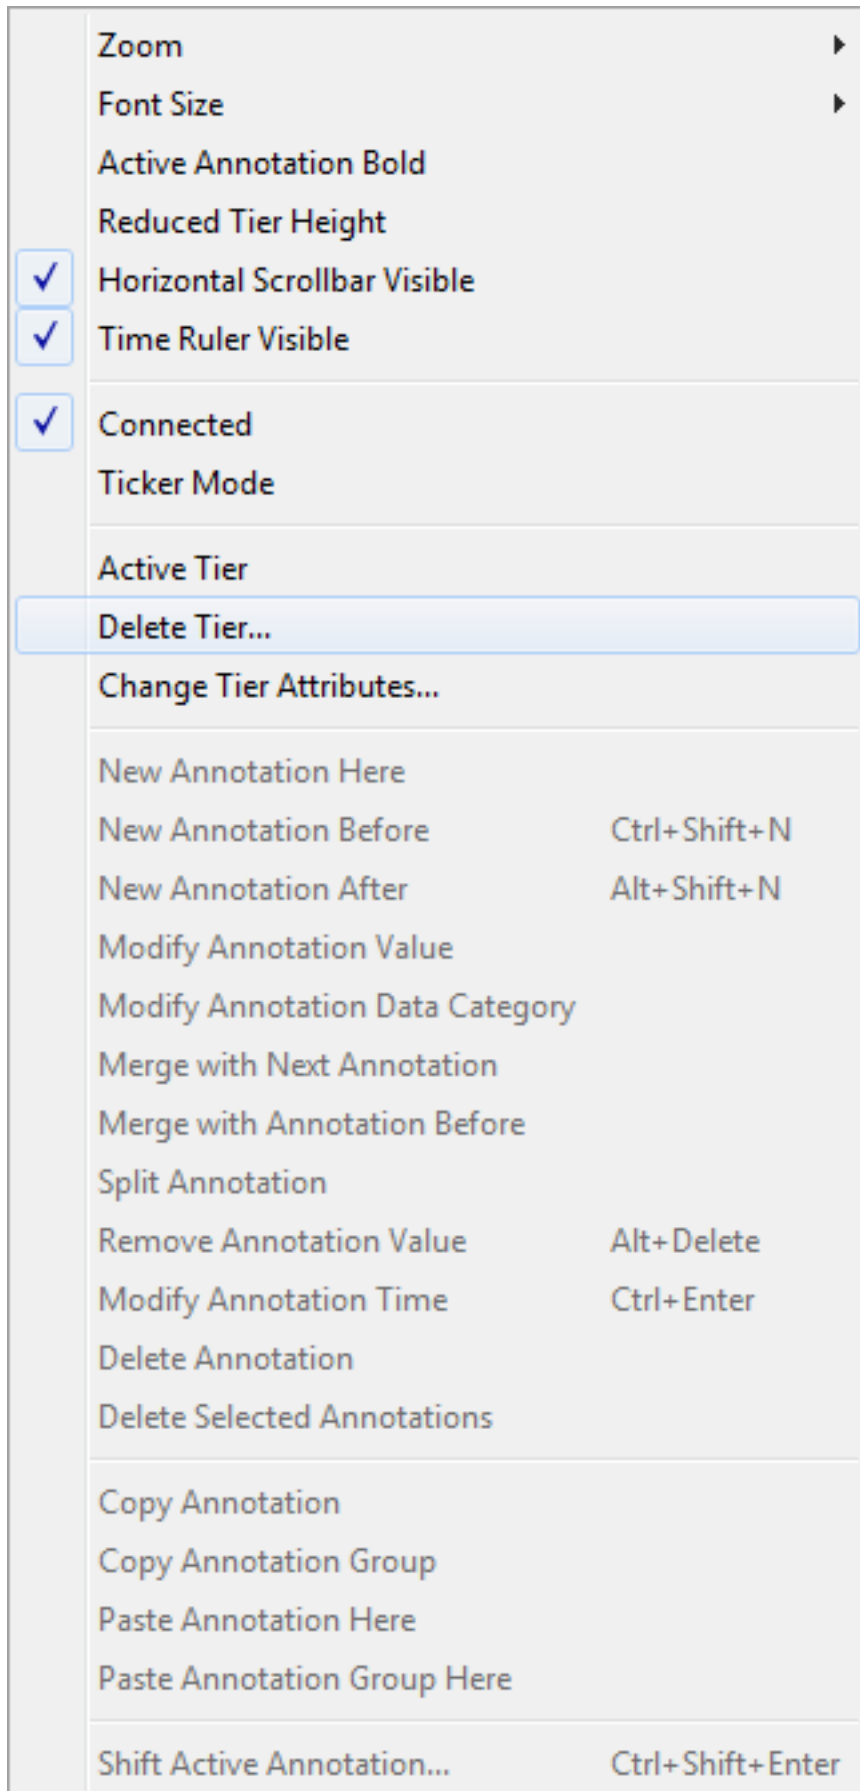 Zoom
Font Size
Active Annotation Bold
Reduced Tier Height
Horizontal Scrollbar Visible
Time Ruler Visible
Connected
Ticker Mode
Active Tier
Delete Tier...
Change Tier Attributes...
New Annotation Here
New Annotation Before Ctrl+Shift+N
New Annotation After Alt+Shift+N
Modify Annotation Value
Modify Annotation Data Category
Merge with Next Annotation
Merge with Annotation Before
Split Annotation
Remove Annotation Value Alt+Delete
Modify Annotation Time Ctrl+Enter
Delete Annotation
Delete Selected Annotations
Copy Annotation
Copy Annotation Group
Paste Annotation Here
Paste Annotation Group Here
Shift Active Annotation... Ctrl+Shift+Enter